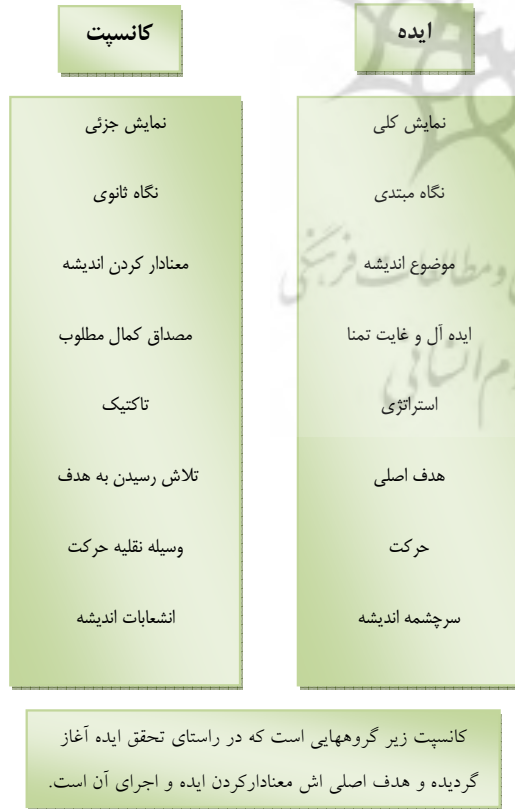 ایده
نمایش کلی
نگاه مبتدی
موضوع اندیشه
ایده آل و غایت تمنا
استراتژی
هدف اصلی
حرکت
سرچشمه اندیشه
کانسپت
نمایش جزئی
نگاه ثانوی
معنادار کردن اندیشه
مصداق کمال مطلوب
تاکتیک
تلاش رسیدن به هدف
وسیله نقلیه حرکت
انشعابات اندیشه
کانسپت زیر گروههایی است که در راستای تحقق ایده آغاز
گردیده و هدف اصلی اش معنادارکردن ایده و اجرای آن است.
و مطالعات فرهنگی